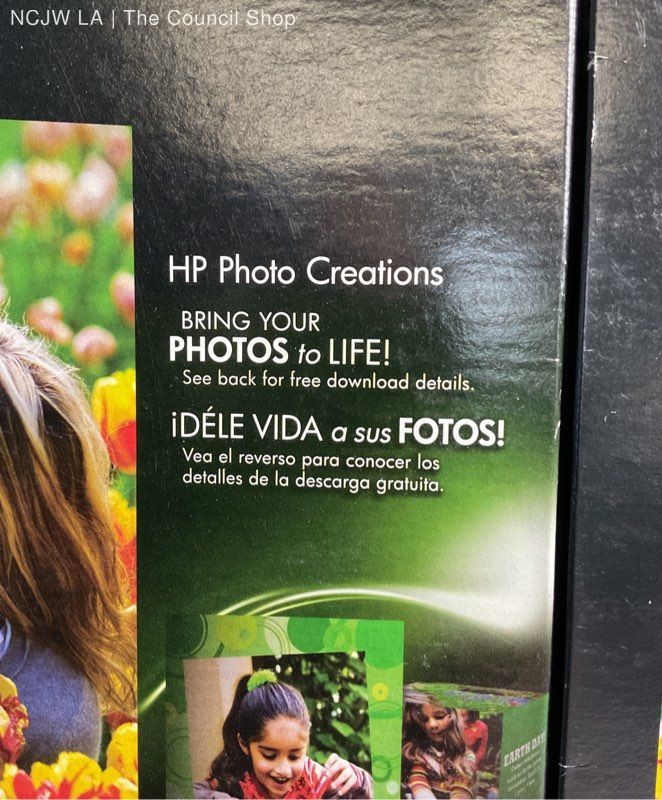 NCJW LA | The Council Shop
HP Photo Creations
BRING YOUR
PHOTOS to LIFE!
See back for free download details.
¡DÉLE VIDA a sus FOTOS!
Vea el reverso para conocer los
detalles de la descarga gratuita.
EARTH DAY